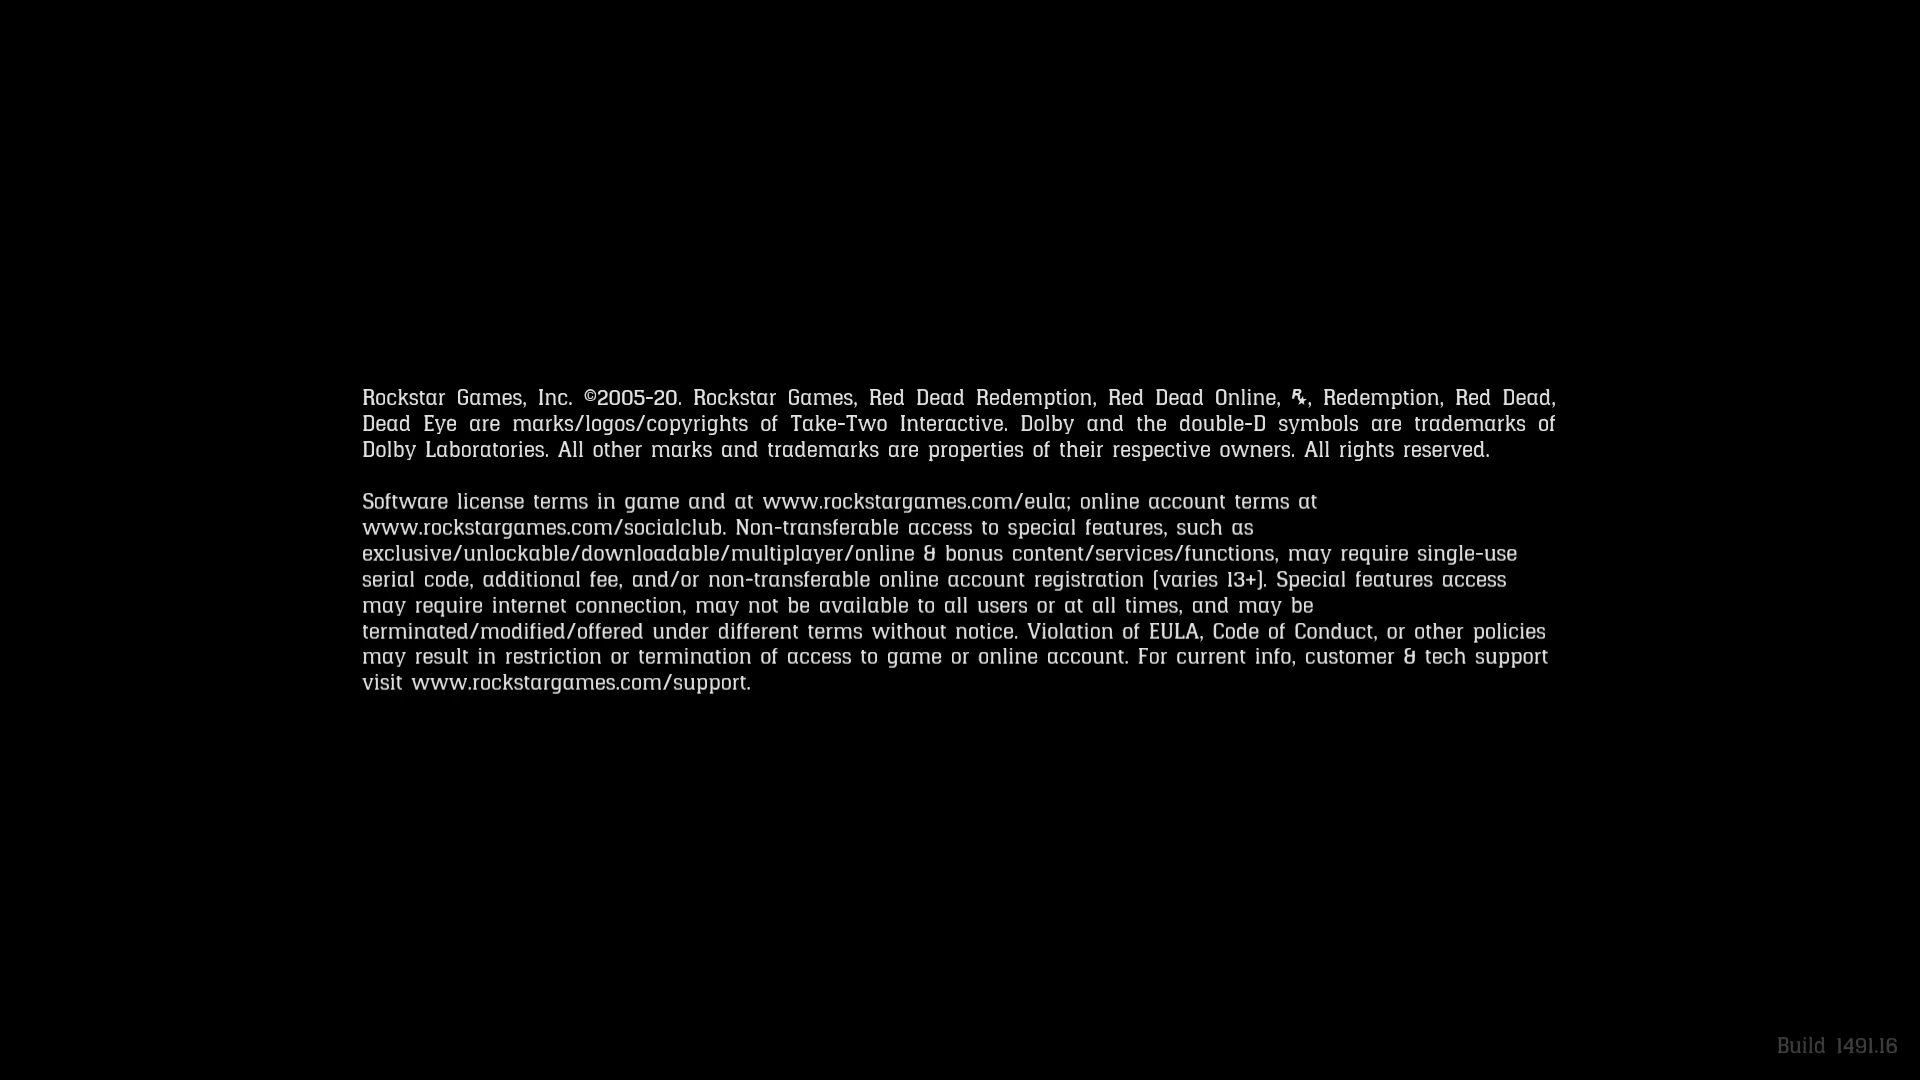 Rockstar Games, Inc. ©2005-20. Rockstar Games, Red Dead Redemption, Red Dead Online, R★, Redemption, Red Dead,
Dead Eye are marks/logos/copyrights of Take-Two Interactive. Dolby and the double-D symbols are trademarks of
Dolby Laboratories. All other marks and trademarks are properties of their respective owners. All rights reserved.
Software license terms in game and at www.rockstargames.com/eula; online account terms at
www.rockstargames.com/socialclub. Non-transferable access to special features, such as
exclusive/unlockable/downloadable/multiplayer/online & bonus content/services/functions, may require single-use
serial code, additional fee, and/or non-transferable online account registration (varies 13+). Special features access
may require internet connection, may not be available to all users or at all times, and may be
terminated/modified/offered under different terms without notice. Violation of EULA, Code of Conduct, or other policies
may result in restriction or termination of access to game or online account. For current info, customer & tech support
visit www.rockstargames.com/support.
Build 1491.16